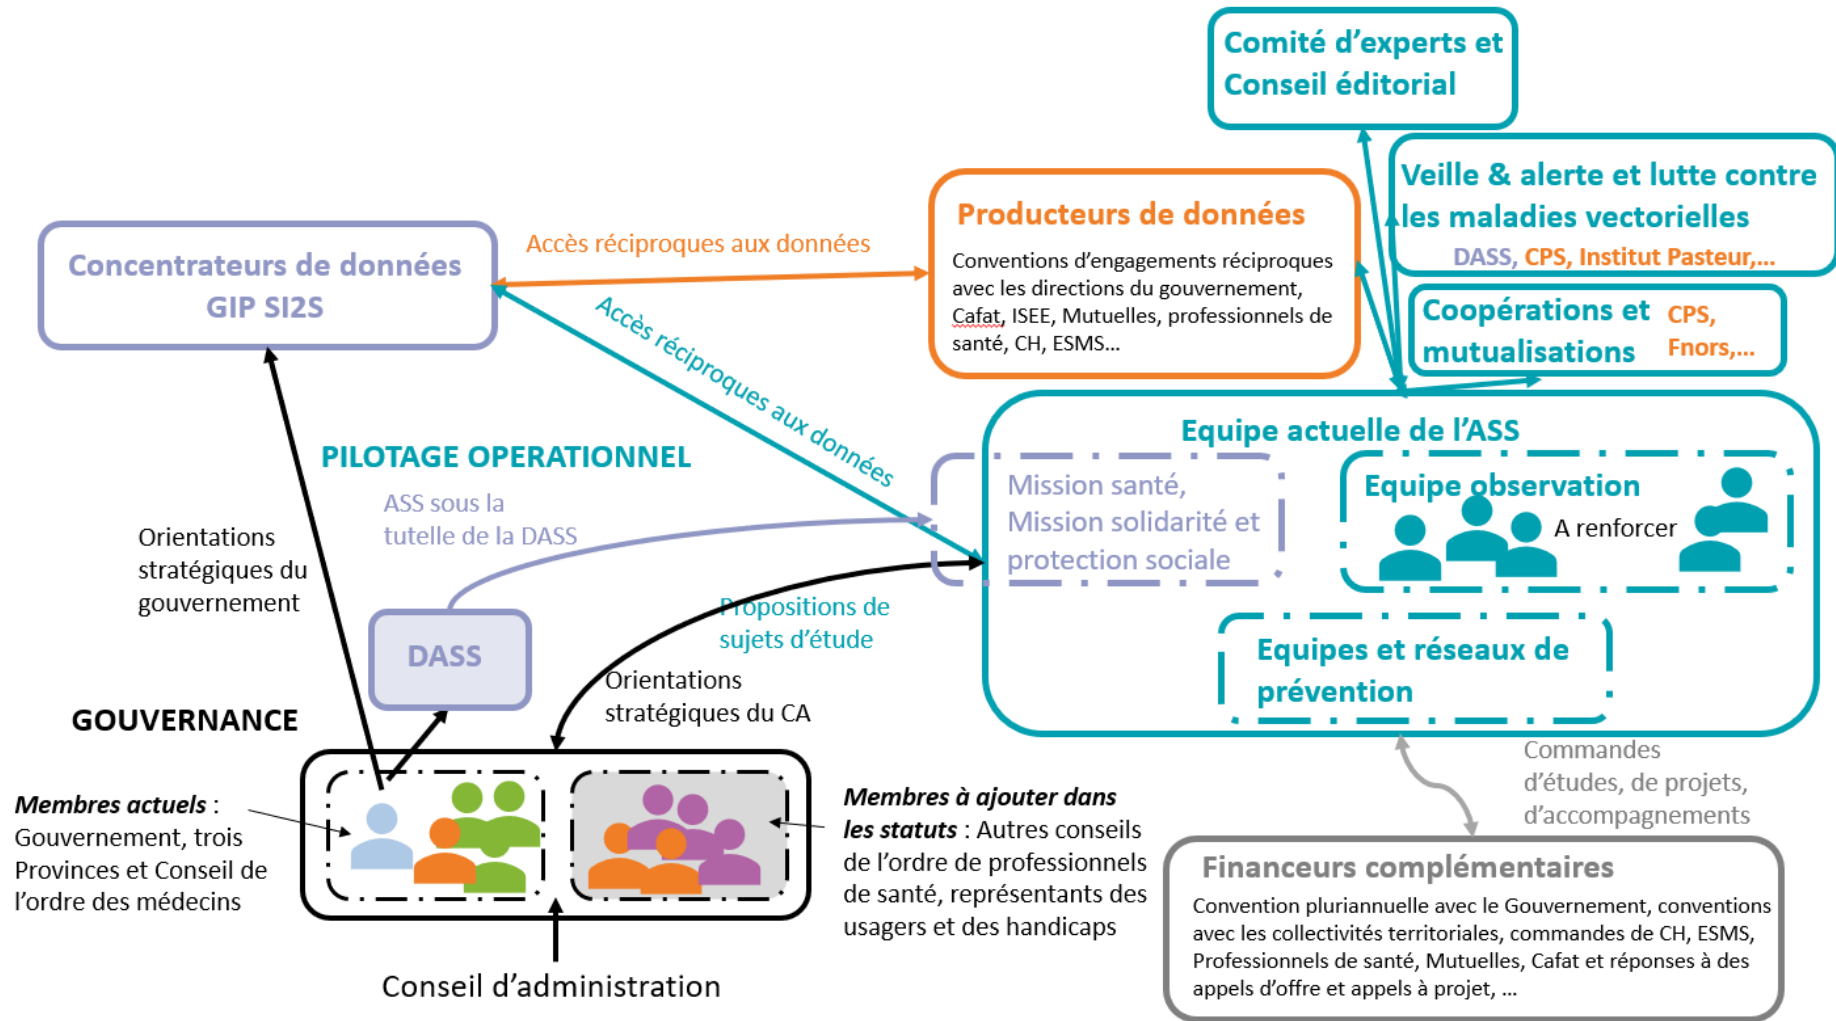 Comité d’experts et
Conseil éditorial
Veille & alerte et lutte contre
les maladies vectorielles
DASS, CPS, Institut Pasteur,...
Coopérations et
mutualisations
CPS,
Fnors,...
Producteurs de données
Conventions d’engagements réciproques
avec les directions du gouvernement,
Cafat, ISEE, Mutuelles, professionnels de
santé, CH, ESMS...
Accès réciproques aux données
Concentrateurs de données
GIP SI2S
Accès réciproques aux données
PILOTAGE OPERATIONNEL
ASS sous la
tutelle de la DASS
Orientations
stratégiques du
gouvernement
DASS
Propositions de
sujets d’étude
Orientations
stratégiques du CA
Equipe actuelle de l’ASS
Mission santé,
Mission solidarité et
protection sociale
Equipe observation
A renforcer
Equipes et réseaux de
prévention
GOUVERNANCE
Membres actuels :
Gouvernement, trois
Provinces et Conseil de
l’ordre des médecins
Membres à ajouter dans
les statuts : Autres conseils
de l’ordre de professionnels
de santé, représentants des
usagers et des handicaps
Conseil d’administration
Commandes
d’études, de projets,
d’accompagnements
Financeurs complémentaires
Convention pluriannuelle avec le Gouvernement, conventions
avec les collectivités territoriales, commandes de CH, ESMS,
Professionnels de santé, Mutuelles, Cafat et réponses à des
appels d’offre et appels à projet, ...